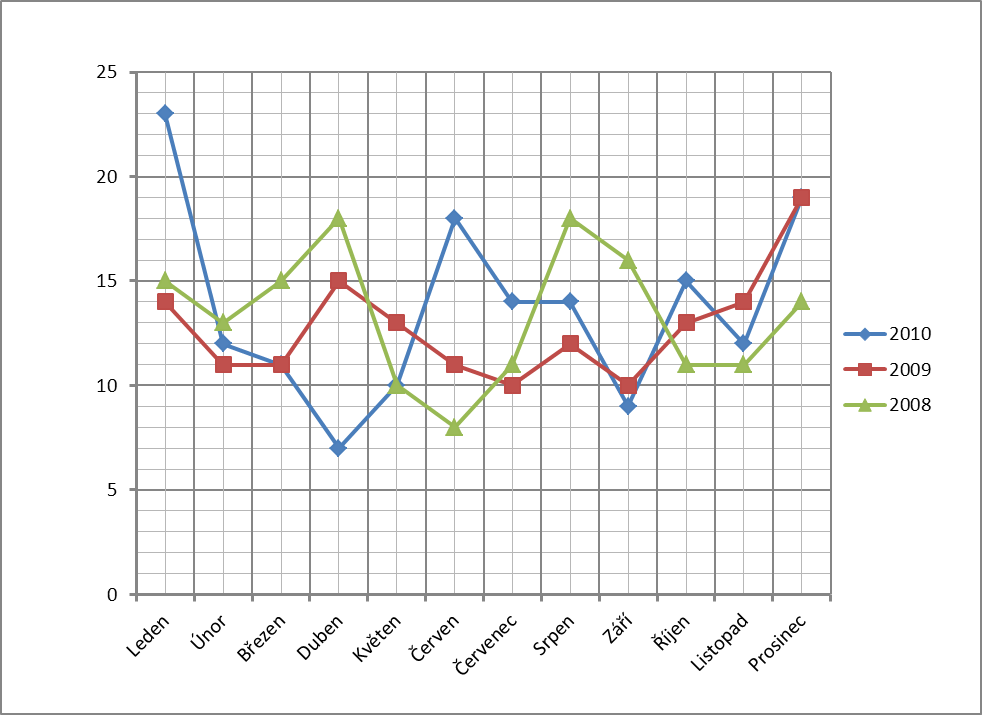 25
20
15
10
5
0
Leden
Únor
Březen
Duben
Květen
Červen
Červenec
Srpen
Září
Říjen
Listopad
Prosinec
2010
2009
2008